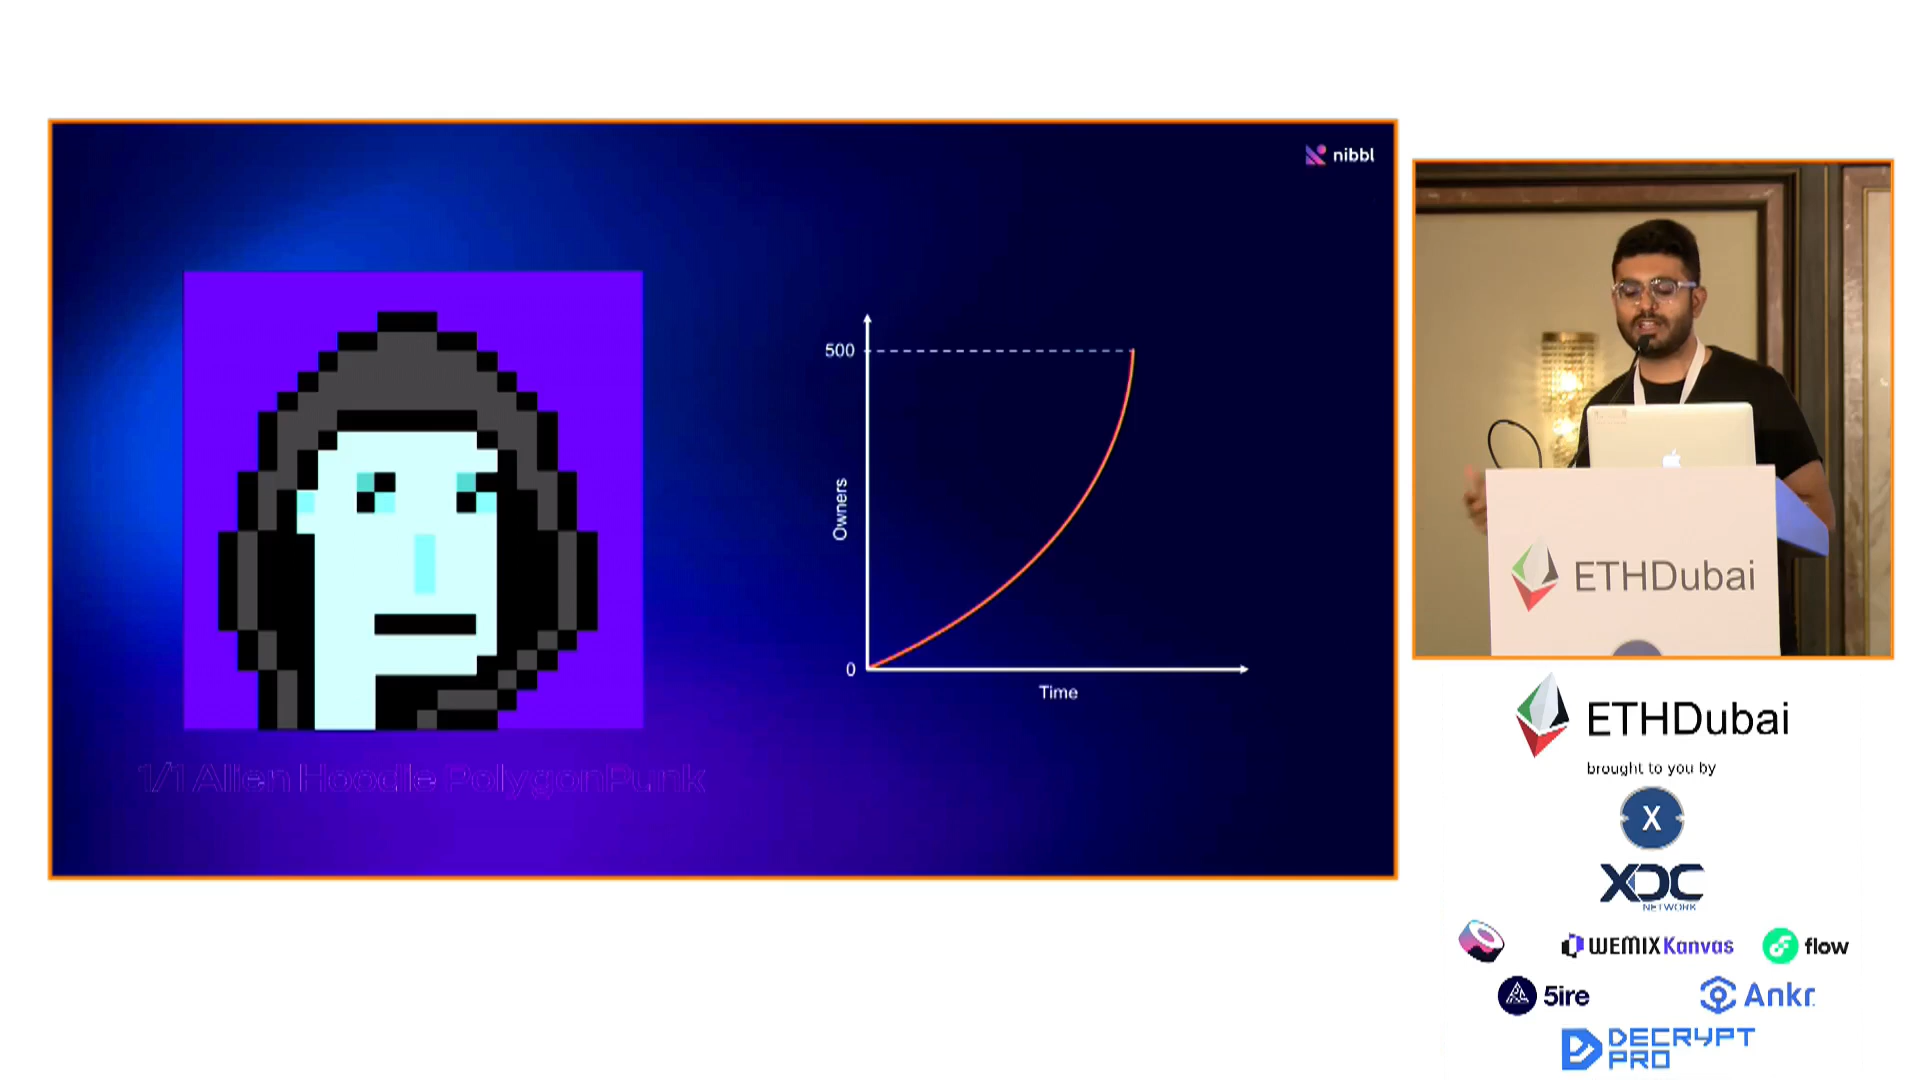 nibbl
500
Owners
0
Time
1/1 Alien Hoodie PolygonPunk
ETHDubai
ETHDubai
brought to you by
X
XDC
NETWORK
WEMIX Kanvas
flow
5ire
Ankr
DECRYPT
PRO